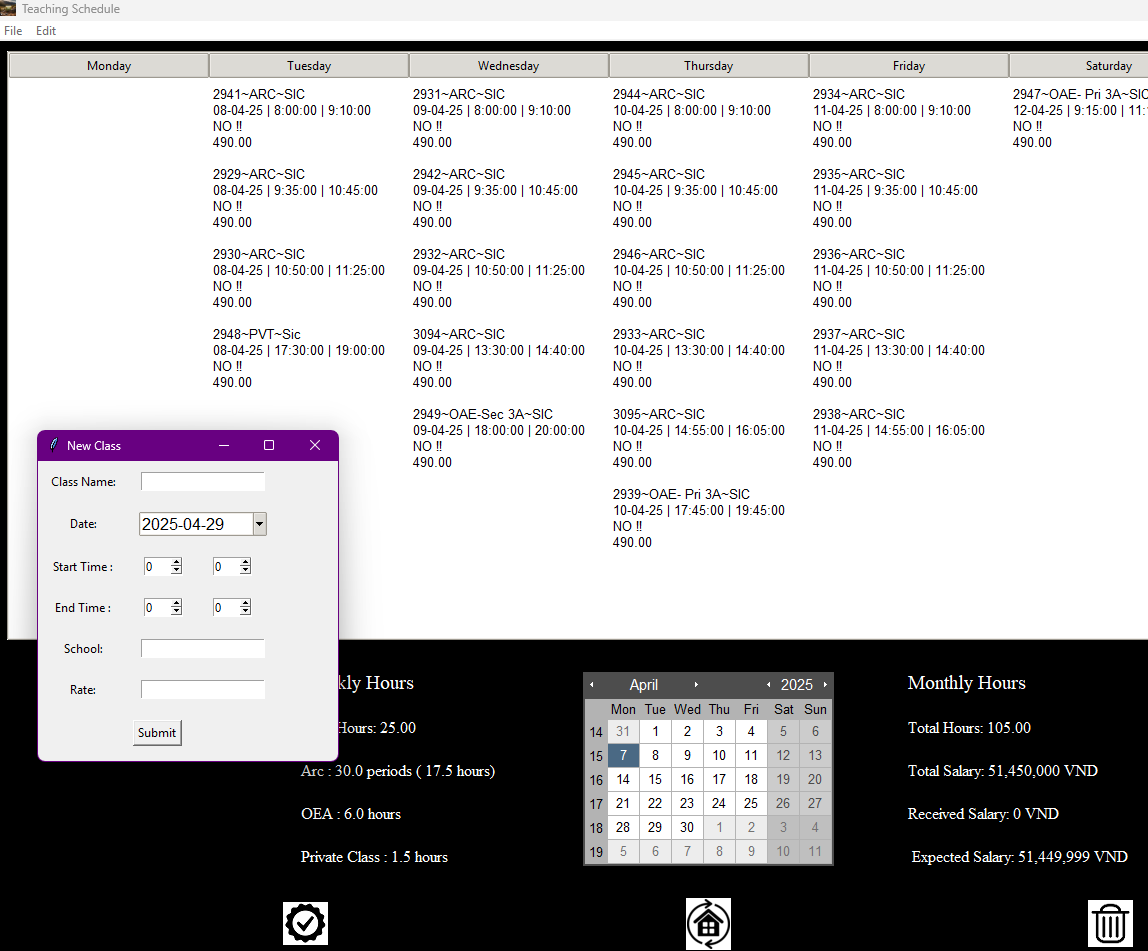 Teaching Schedule
File Edit
Monday Tuesday Wednesday Thursday Friday Saturday
2941~ARC~SIC
08-04-25 | 8:00:00 | 9:10:00
NO !!
490.00
2929~ARC~SIC
08-04-25 | 9:35:00 | 10:45:00
NO !!
490.00
2930~ARC~SIC
08-04-25 | 10:50:00 | 11:25:00
NO !!
490.00
2948~PVT~Sic
08-04-25 | 17:30:00 | 19:00:00
NO !!
490.00
2931~ARC~SIC
09-04-25 | 8:00:00 | 9:10:00
NO !!
490.00
2942~ARC~SIC
09-04-25 | 9:35:00 | 10:45:00
NO !!
490.00
2932~ARC~SIC
09-04-25 | 10:50:00 | 11:25:00
NO !!
490.00
3094~ARC~SIC
09-04-25 | 13:30:00 | 14:40:00
NO !!
490.00
2949~OAE-Sec 3A~SIC
09-04-25 | 18:00:00 | 20:00:00
NO !!
490.00
2944~ARC~SIC
10-04-25 | 8:00:00 | 9:10:00
NO !!
490.00
2945~ARC~SIC
10-04-25 | 9:35:00 | 10:45:00
NO !!
490.00
2946~ARC~SIC
10-04-25 | 10:50:00 | 11:25:00
NO !!
490.00
2933~ARC~SIC
10-04-25 | 13:30:00 | 14:40:00
NO !!
490.00
3095~ARC~SIC
10-04-25 | 14:55:00 | 16:05:00
NO !!
490.00
2939~OAE- Pri 3A~SIC
10-04-25 | 17:45:00 | 19:45:00
NO !!
490.00
2934~ARC~SIC
11-04-25 | 8:00:00 | 9:10:00
NO !!
490.00
2935~ARC~SIC
11-04-25 | 9:35:00 | 10:45:00
NO !!
490.00
2936~ARC~SIC
11-04-25 | 10:50:00 | 11:25:00
NO !!
490.00
2937~ARC~SIC
11-04-25 | 13:30:00 | 14:40:00
NO !!
490.00
2938~ARC~SIC
11-04-25 | 14:55:00 | 16:05:00
NO !!
490.00
2947~OAE- Pri 3A~SIC
12-04-25 | 9:15:00 | 11:
NO !!
490.00
New Class
Class Name:
Date: 2025-04-29
Start Time : 0 0
End Time : 0 0
School:
Rate:
Submit
kly Hours
Hours: 25.00
Arc : 30.0 periods ( 17.5 hours)
OEA : 6.0 hours
Private Class : 1.5 hours
April 2025
Mon Tue Wed Thu Fri Sat Sun
14 31 1 2 3 4 5 6
15 7 8 9 10 11 12 13
16 14 15 16 17 18 19 20
17 21 22 23 24 25 26 27
18 28 29 30 1 2 3 4
19 5 6 7 8 9 10 11
Monthly Hours
Total Hours: 105.00
Total Salary: 51,450,000 VND
Received Salary: 0 VND
Expected Salary: 51,449,999 VND